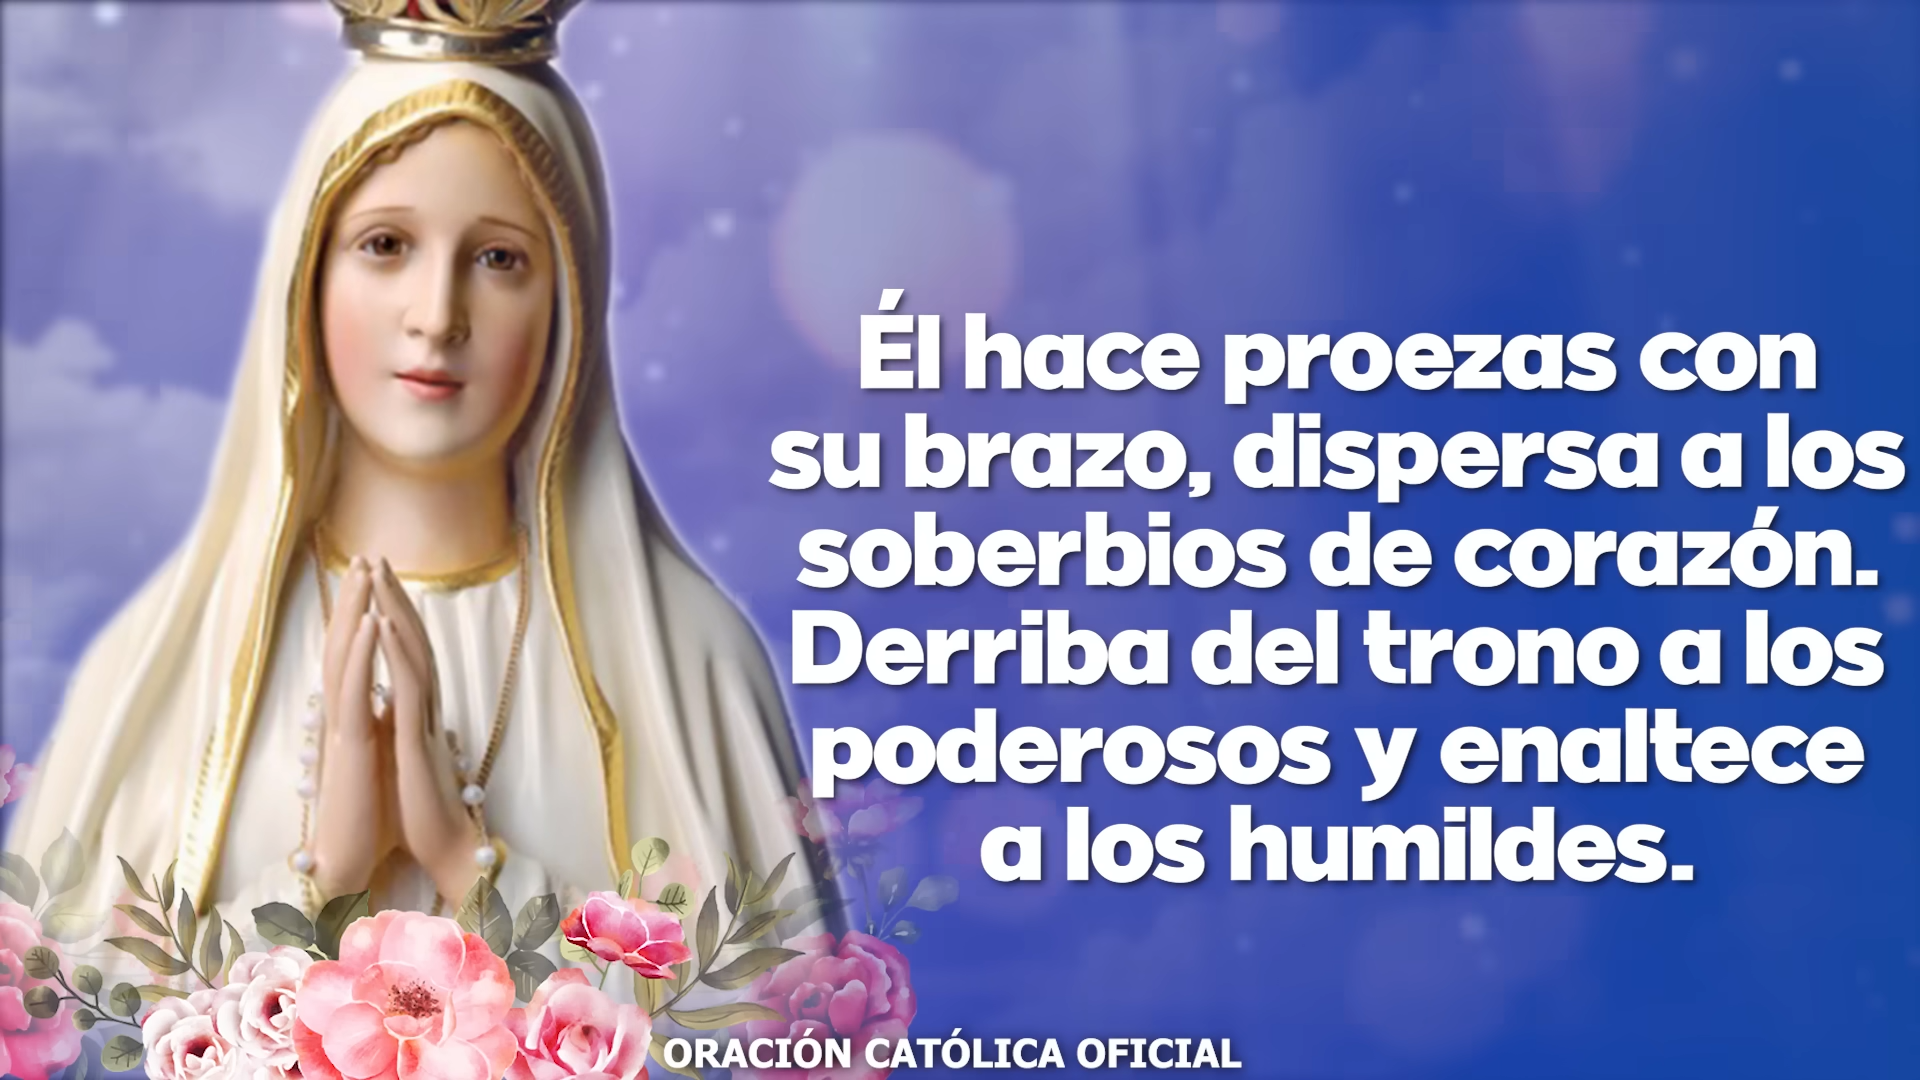 Él hace proezas con
su brazo, dispersa a los
soberbios de corazón.
Derriba del trono a los
poderosos y enaltece
a los humildes.
ORACIÓN CATÓLICA OFICIAL